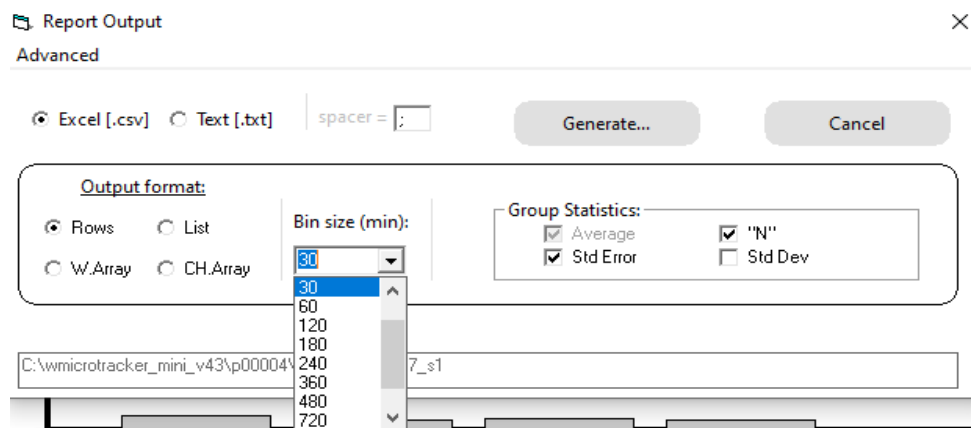 Report Output
Advanced
Excel [.csv] Text [.txt] spacer = ; Generate... Cancel
Output format:
Rows List
W.Array CH.Array
Bin size (min):
30
30
60
120
180
240
360
480
720
Group Statistics:
Average "N"
Std Error Std Dev
C:\wmicrotracker_mini_v43\p00004\ 7_s1